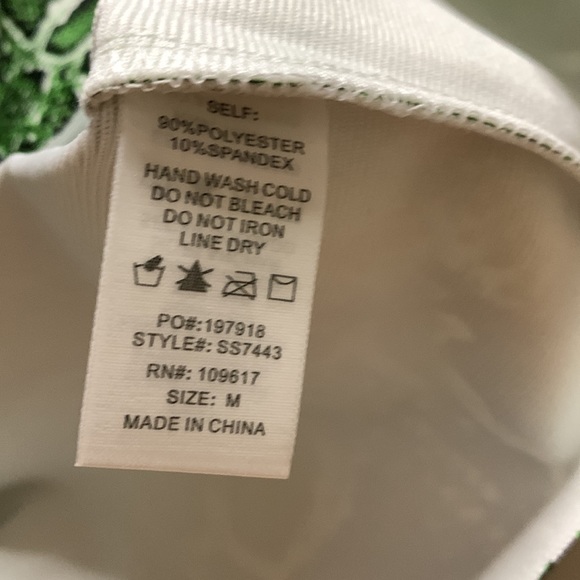 SELF:
90%POLYESTER
10%SPANDEX
HAND WASH COLD
DO NOT BLEACH
DO NOT IRON
LINE DRY
PO#:197918
STYLE#: SS7443
RN#: 109617
SIZE: M
MADE IN CHINA